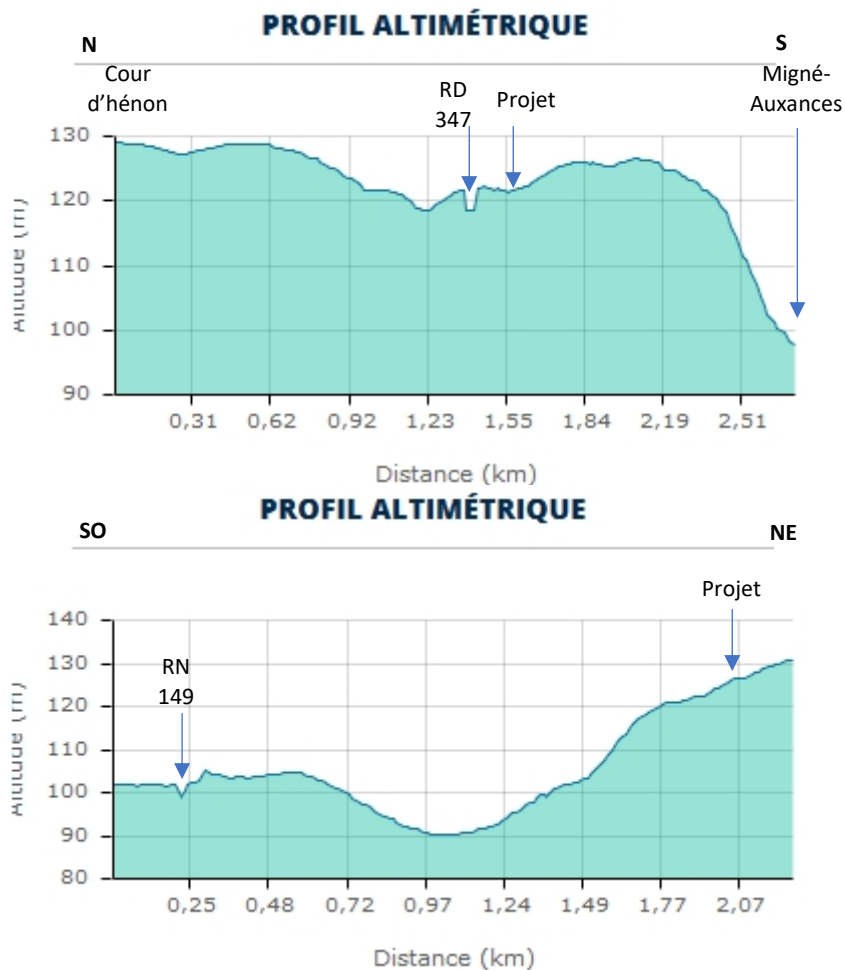 PROFIL ALTIMÉTRIQUE
N
S
Cour
d’hénon
RD
347
Projet
Migné-
Auxances
130
120
110
100
90
Altitude (m)
0,31 0,62 0,92 1,23 1,55 1,84 2,19 2,51
Distance (km)
PROFIL ALTIMÉTRIQUE
SO
NE
Projet
RN
149
140
130
120
110
100
90
80
Altitude (m)
0,25 0,48 0,72 0,97 1,24 1,49 1,77 2,07
Distance (km)